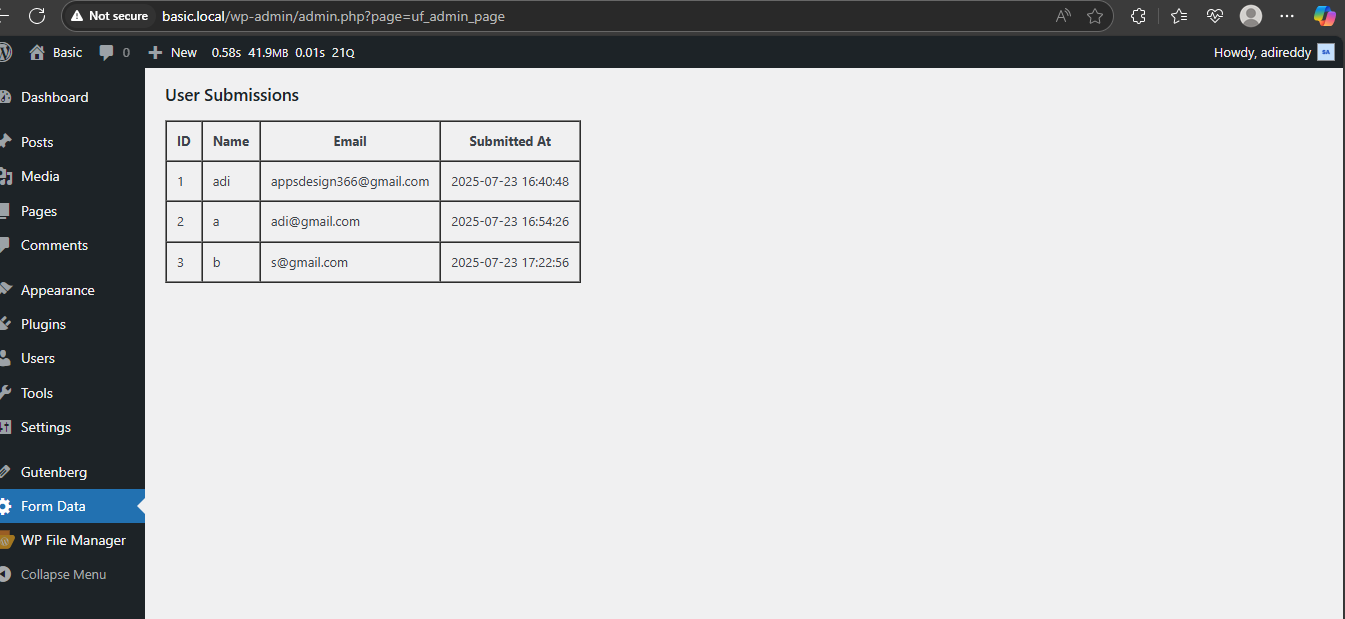 Not secure basic.local/wp-admin/admin.php?page=uf_admin_page
Basic 0 New 0.58s 41.9MB 0.01s 21Q Howdy, adireddy SA
Dashboard
Posts
Media
Pages
Comments
Appearance
Plugins
Users
Tools
Settings
Gutenberg
Form Data
WP File Manager
Collapse Menu
User Submissions
ID Name Email Submitted At
1 adi appsdesign366@gmail.com 2025-07-23 16:40:48
2 a adi@gmail.com 2025-07-23 16:54:26
3 b s@gmail.com 2025-07-23 17:22:56